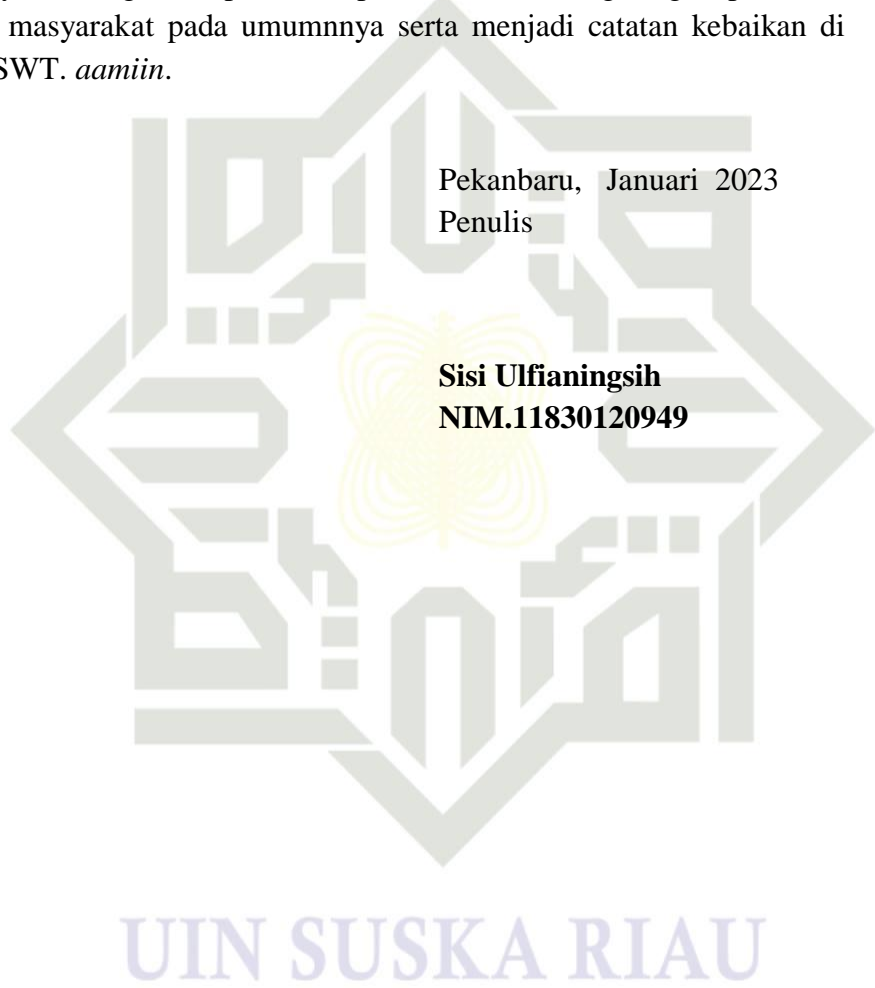 masyarakat pada umumnnya serta menjadi catatan kebaikan di
SWT. aamiin.
Pekanbaru, Januari 2023
Penulis
Sisi Ulfianingsih
NIM.11830120949
UIN SUSKA RIAU